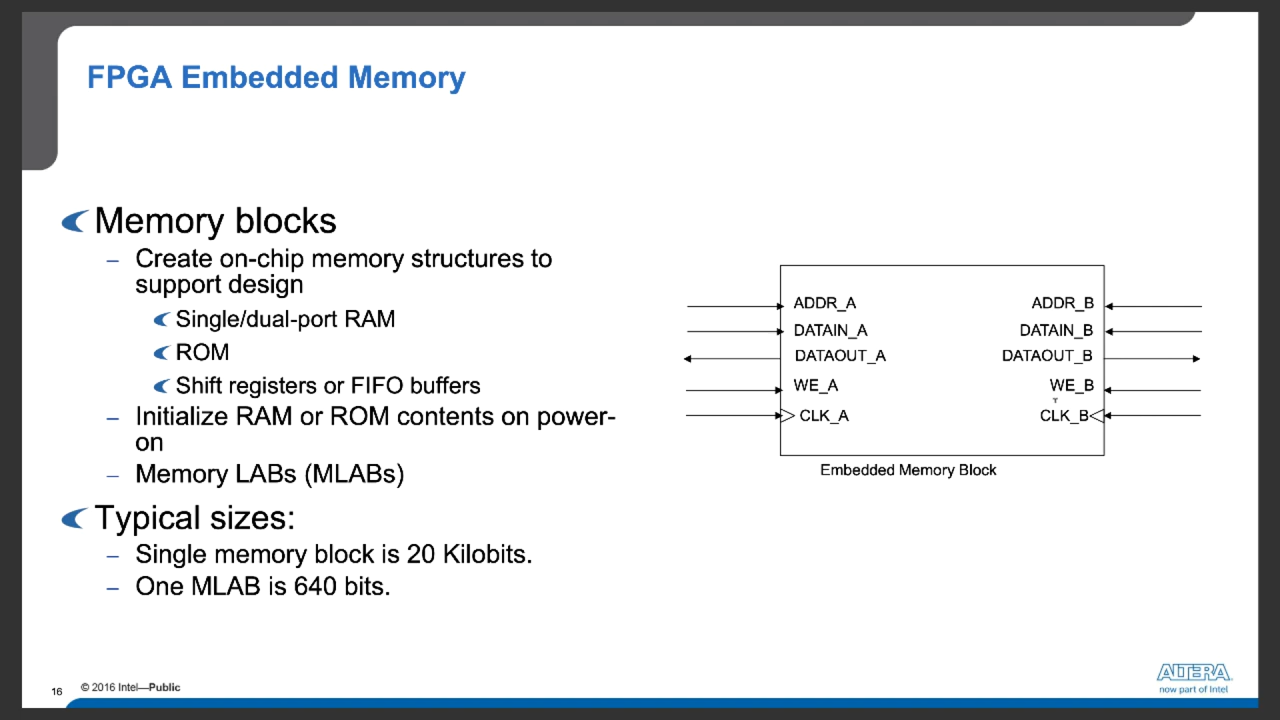 FPGA Embedded Memory
Memory blocks
– Create on-chip memory structures to
support design
Single/dual-port RAM
ROM
Shift registers or FIFO buffers
– Initialize RAM or ROM contents on power-
on
– Memory LABs (MLABs)
Typical sizes:
– Single memory block is 20 Kilobits.
– One MLAB is 640 bits.
ADDR_A
DATAIN_A
DATAOUT_A
WE_A
CLK_A
ADDR_B
DATAIN_B
DATAOUT_B
WE_B
CLK_B
Embedded Memory Block
16
© 2016 Intel—Public
ALTERA
now part of Intel